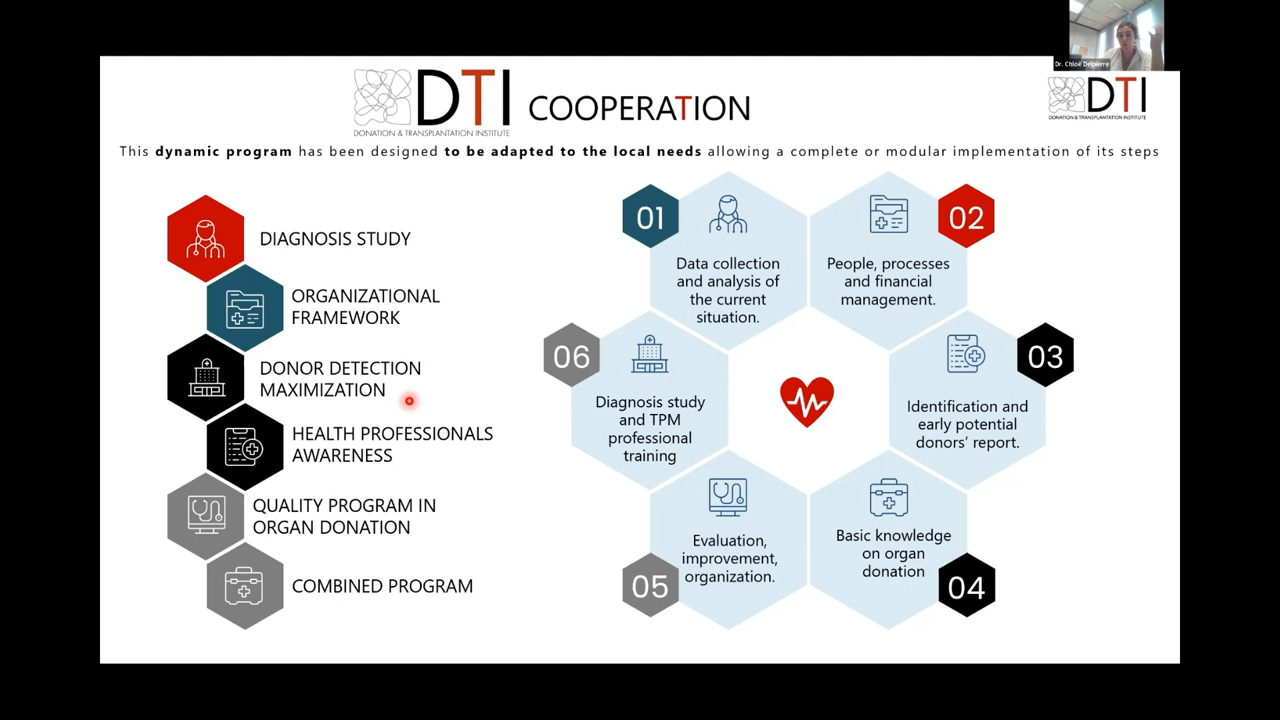 Dr. Chloë Delpierre
DTI COOPERATION
DONATION & TRANSPLANTATION INSTITUTE
DTI
DONATION & TRANSPLANTATION INSTITUTE
This dynamic program has been designed to be adapted to the local needs allowing a complete or modular implementation of its steps
DIAGNOSIS STUDY
ORGANIZATIONAL
FRAMEWORK
DONOR DETECTION
MAXIMIZATION
HEALTH PROFESSIONALS
AWARENESS
QUALITY PROGRAM IN
ORGAN DONATION
COMBINED PROGRAM
01
Data collection
and analysis of
the current
situation.
02
People, processes
and financial
management.
03
Identification and
early potential
donors' report.
04
Basic knowledge
on organ
donation
05
Evaluation,
improvement,
organization.
06
Diagnosis study
and TPM
professional
training